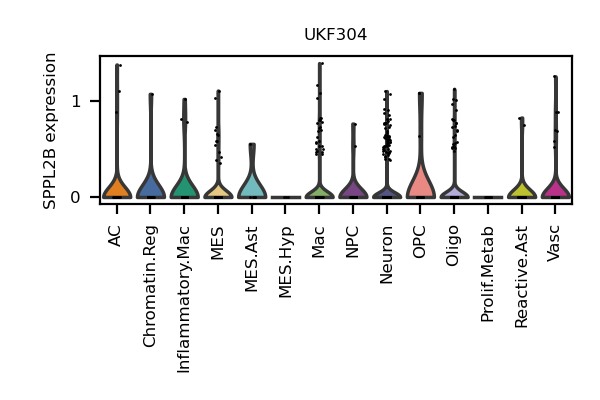 UKF304
SPPL2B expression
1
0
AC
Chromatin.Reg
Inflammatory.Mac
MES
MES.Ast
MES.Hyp
Mac
NPC
Neuron
OPC
Oligo
Prolif.Metab
Reactive.Ast
Vasc